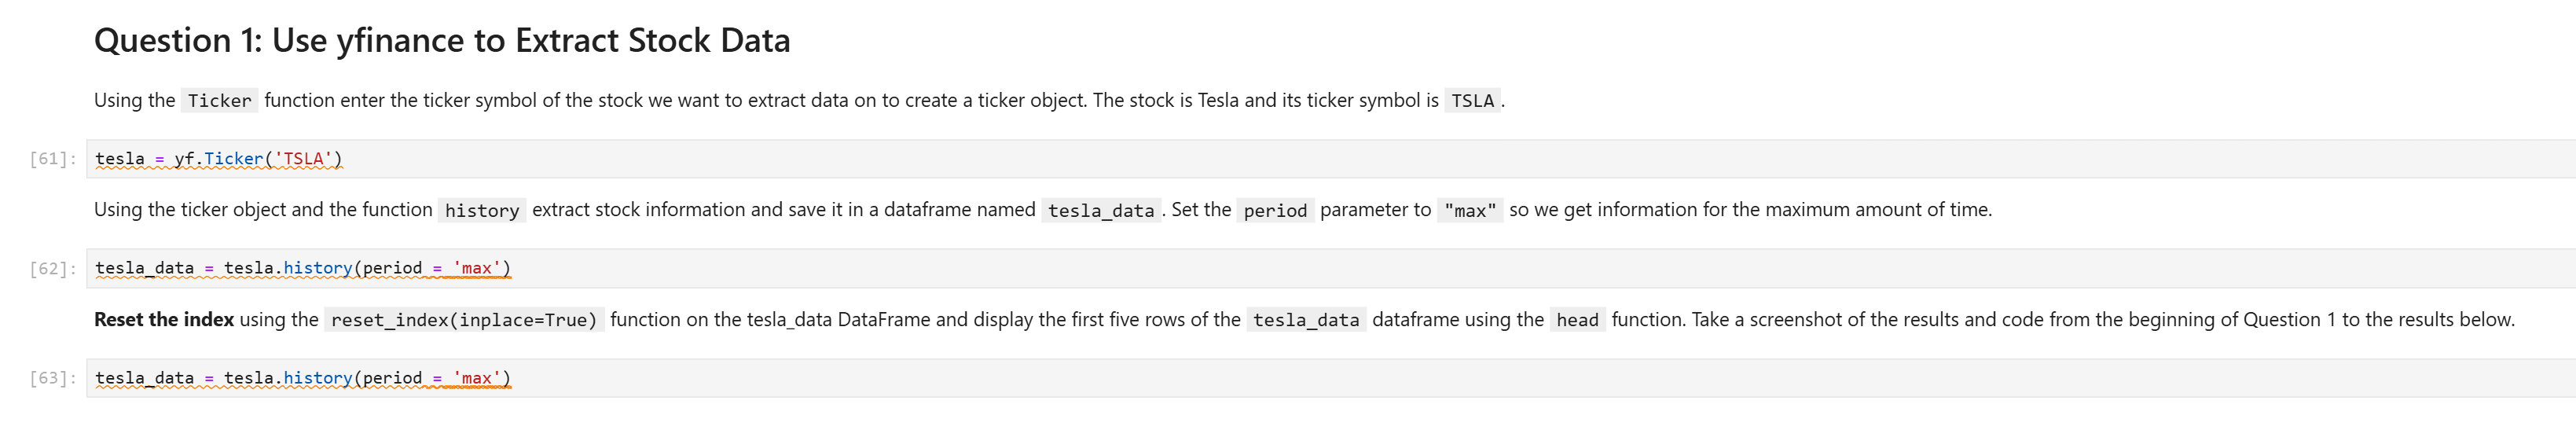 Question 1: Use yfinance to Extract Stock Data
Using the Ticker function enter the ticker symbol of the stock we want to extract data on to create a ticker object. The stock is Tesla and its ticker symbol is TSLA.
[61]: tesla = yf.Ticker('TSLA')
Using the ticker object and the function history extract stock information and save it in a dataframe named tesla_data. Set the period parameter to "max" so we get information for the maximum amount of time.
[62]: tesla_data = tesla.history(period = 'max')
Reset the index using the reset_index(inplace=True) function on the tesla_data DataFrame and display the first five rows of the tesla_data dataframe using the head function. Take a screenshot of the results and code from the beginning of Question 1 to the results below.
[63]: tesla_data = tesla.history(period = 'max')